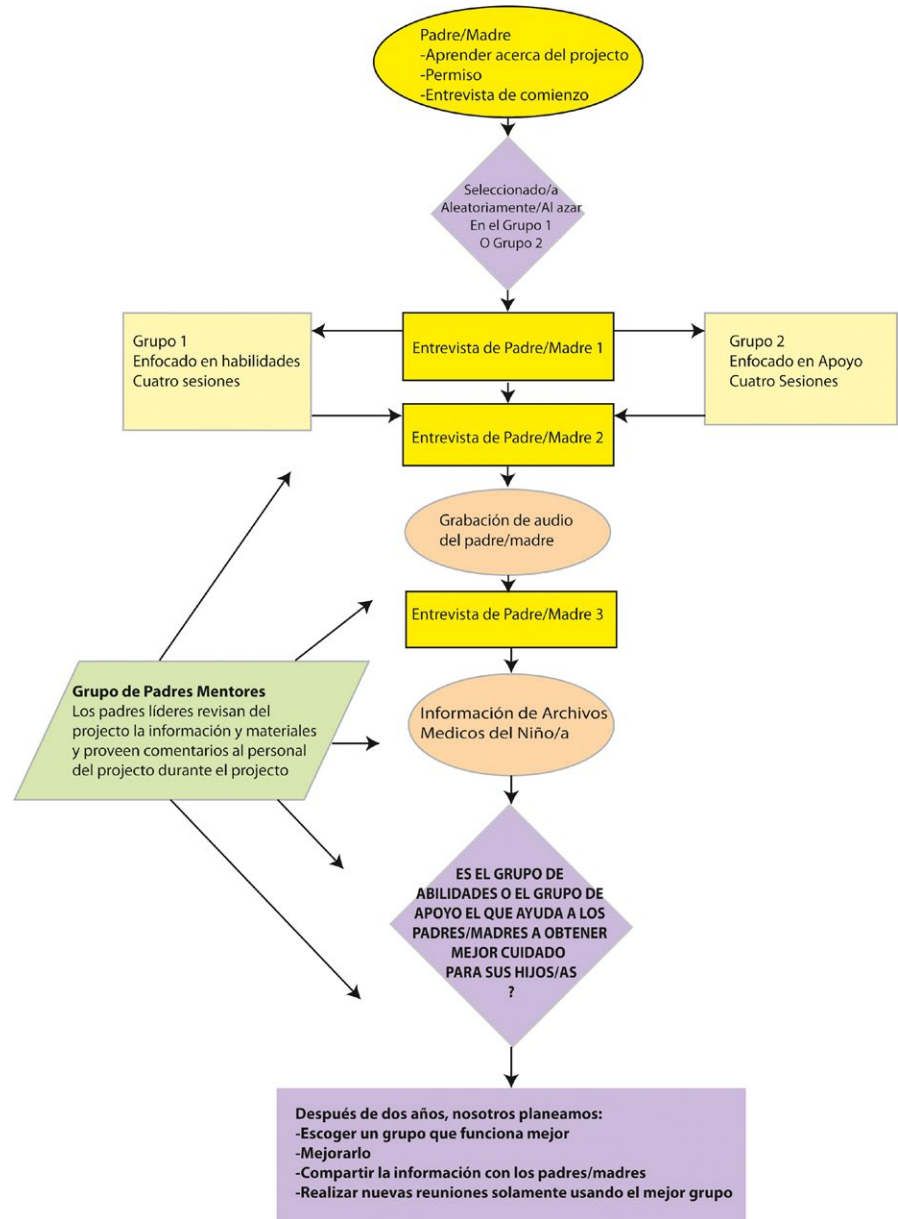 Padre/Madre
-Aprender acerca del projecto
-Permiso
-Entrevista de comienzo
Seleccionado/a
Aleatoriamente/Al azar
En el Grupo 1
O Grupo 2
Grupo 1
Enfocado en habilidades
Cuatro sesiones
Entrevista de Padre/Madre 1
Grupo 2
Enfocado en Apoyo
Cuatro Sesiones
Entrevista de Padre/Madre 2
Grabación de audio
del padre/madre
Entrevista de Padre/Madre 3
Grupo de Padres Mentores
Los padres líderes revisan del
projecto la información y materiales
y proveen comentarios al personal
del projecto durante el projecto
Información de Archivos
Medicos del Niño/a
ES EL GRUPO DE
ABILIDADES O EL GRUPO DE
APOYO EL QUE AYUDA A LOS
PADRES/MADRES A OBTENER
MEJOR CUIDADO
PARA SUS HIJOS/AS
?
Después de dos años, nosotros planeamos:
-Escoger un grupo que funciona mejor
-Mejorarlo
-Compartir la información con los padres/madres
-Realizar nuevas reuniones solamente usando el mejor grupo